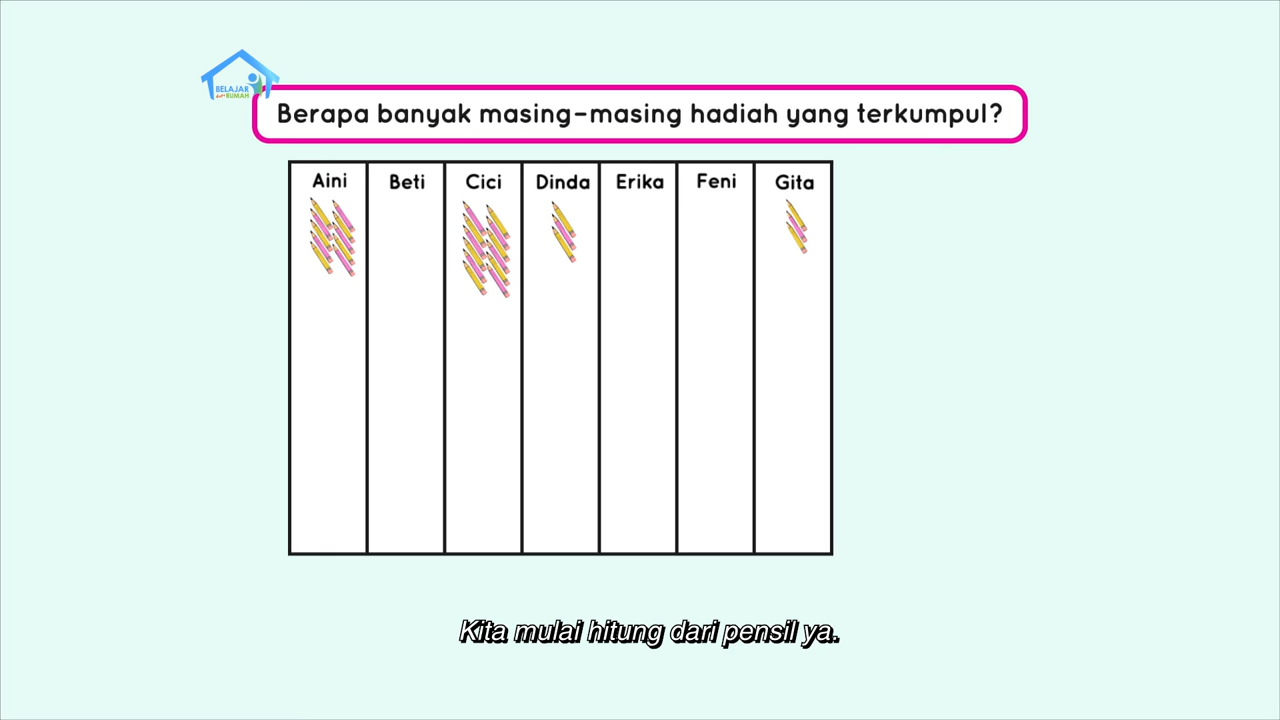 BELAJAR
dari RUMAH
Berapa banyak masing-masing hadiah yang terkumpul?
Aini Beti Cici Dinda Erika Feni Gita
Kita mulai hitung dari pensil ya.